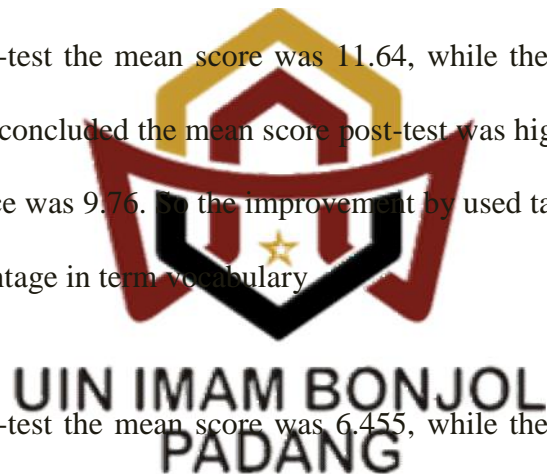 -test the mean score was 11.64, while the
concluded the mean score post-test was hig
ce was 9.76. So the improvement by used ta
ntage in term vocabulary
UIN IMAM BONJOL
PADANG
-test the mean score was 6.455, while the